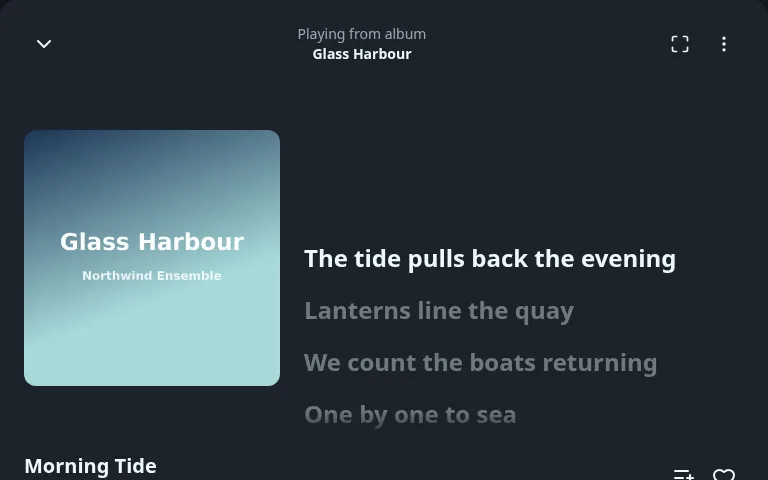 Playing from album
Glass Harbour
Glass Harbour
Northwind Ensemble
The tide pulls back the evening
Lanterns line the quay
We count the boats returning
One by one to sea
Morning Tide